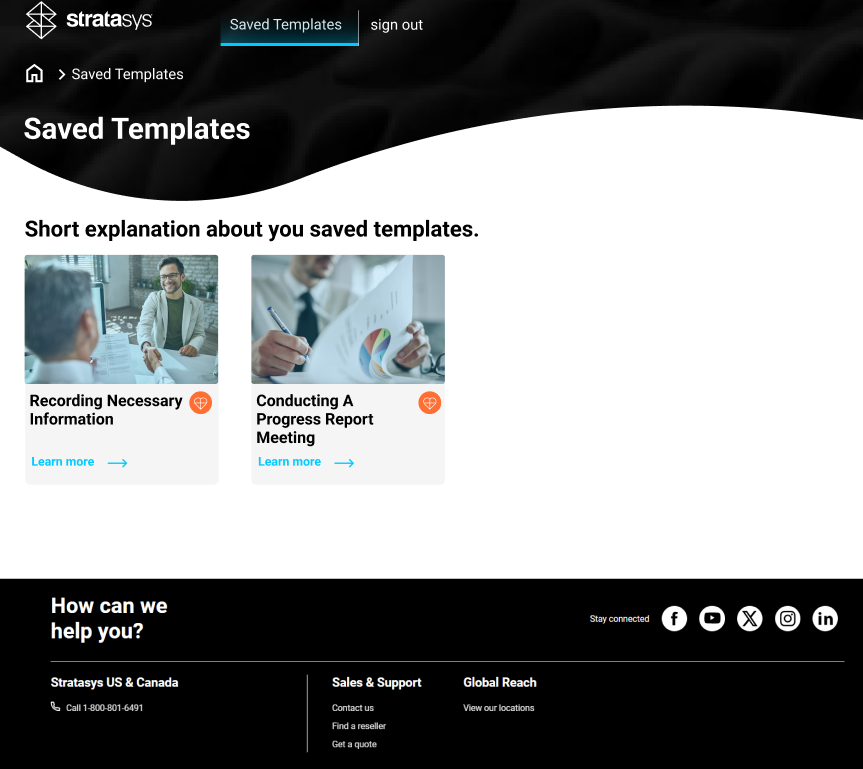 stratasys
Saved Templates
sign out
Saved Templates
Saved Templates
Short explanation about you saved templates.
Recording Necessary
Information
Learn more
Conducting A
Progress Report
Meeting
Learn more
How can we
help you?
Stay connected
Stratasys US & Canada
Call 1-800-801-6491
Sales & Support
Contact us
Find a reseller
Get a quote
Global Reach
View our locations